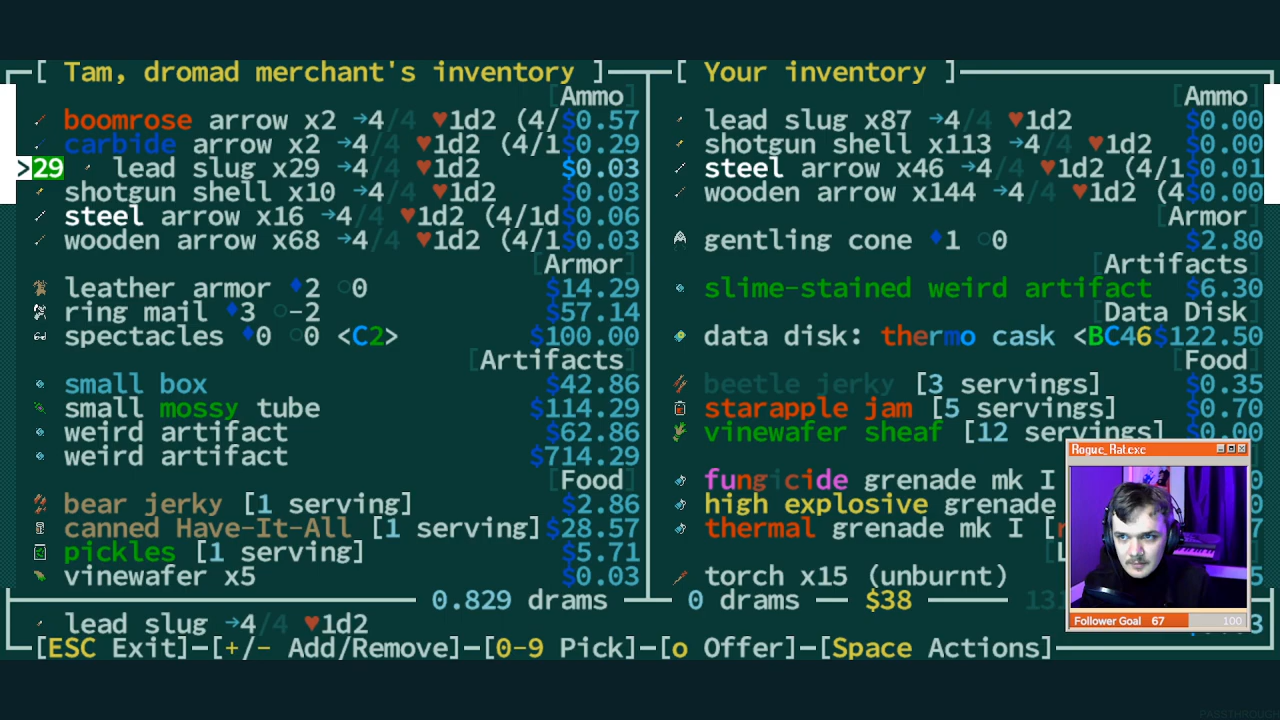 [ Tam, dromad merchant's inventory ]
[Ammo]
boomrose arrow x2 →4/4 ♥1d2 (4/ $0.57
carbide arrow x2 →4/4 ♥1d2 (4/1 $0.29
>29 lead slug x29 →4/4 ♥1d2 $0.03
shotgun shell x10 →4/4 ♥1d2 $0.03
steel arrow x16 →4/4 ♥1d2 (4/1d $0.06
wooden arrow x68 →4/4 ♥1d2 (4/1 $0.03
[Armor]
leather armor ♦2 ○0 $14.29
ring mail ♦3 ○-2 $57.14
spectacles ♦0 ○0 <C2> $100.00
[Artifacts]
small box $42.86
small mossy tube $114.29
weird artifact $62.86
weird artifact $714.29
[Food]
bear jerky [1 serving] $2.86
canned Have-It-All [1 serving] $28.57
pickles [1 serving] $5.71
vinewafer x5 $0.03
0.829 drams
[ Your inventory ]
[Ammo]
lead slug x87 →4/4 ♥1d2 $0.00
shotgun shell x113 →4/4 ♥1d2 $0.00
steel arrow x46 →4/4 ♥1d2 (4/1 $0.01
wooden arrow x144 →4/4 ♥1d2 (4 $0.00
[Armor]
gentling cone ♦1 ○0 $2.80
[Artifacts]
slime-stained weird artifact $6.30
[Data Disk]
data disk: thermo cask <BC46 $122.50
[Food]
beetle jerky [3 servings] $0.35
starapple jam [5 servings] $0.70
vinewafer sheaf [12 servings] $0.00
fungicide grenade mk I
high explosive grenade
thermal grenade mk I [r
torch x15 (unburnt)
0 drams $38
Rogue_Rat.exe
Follower Goal 67 100
lead slug →4/4 ♥1d2
[ESC Exit]–[+/- Add/Remove]–[0-9 Pick]–[o Offer]–[Space Actions]